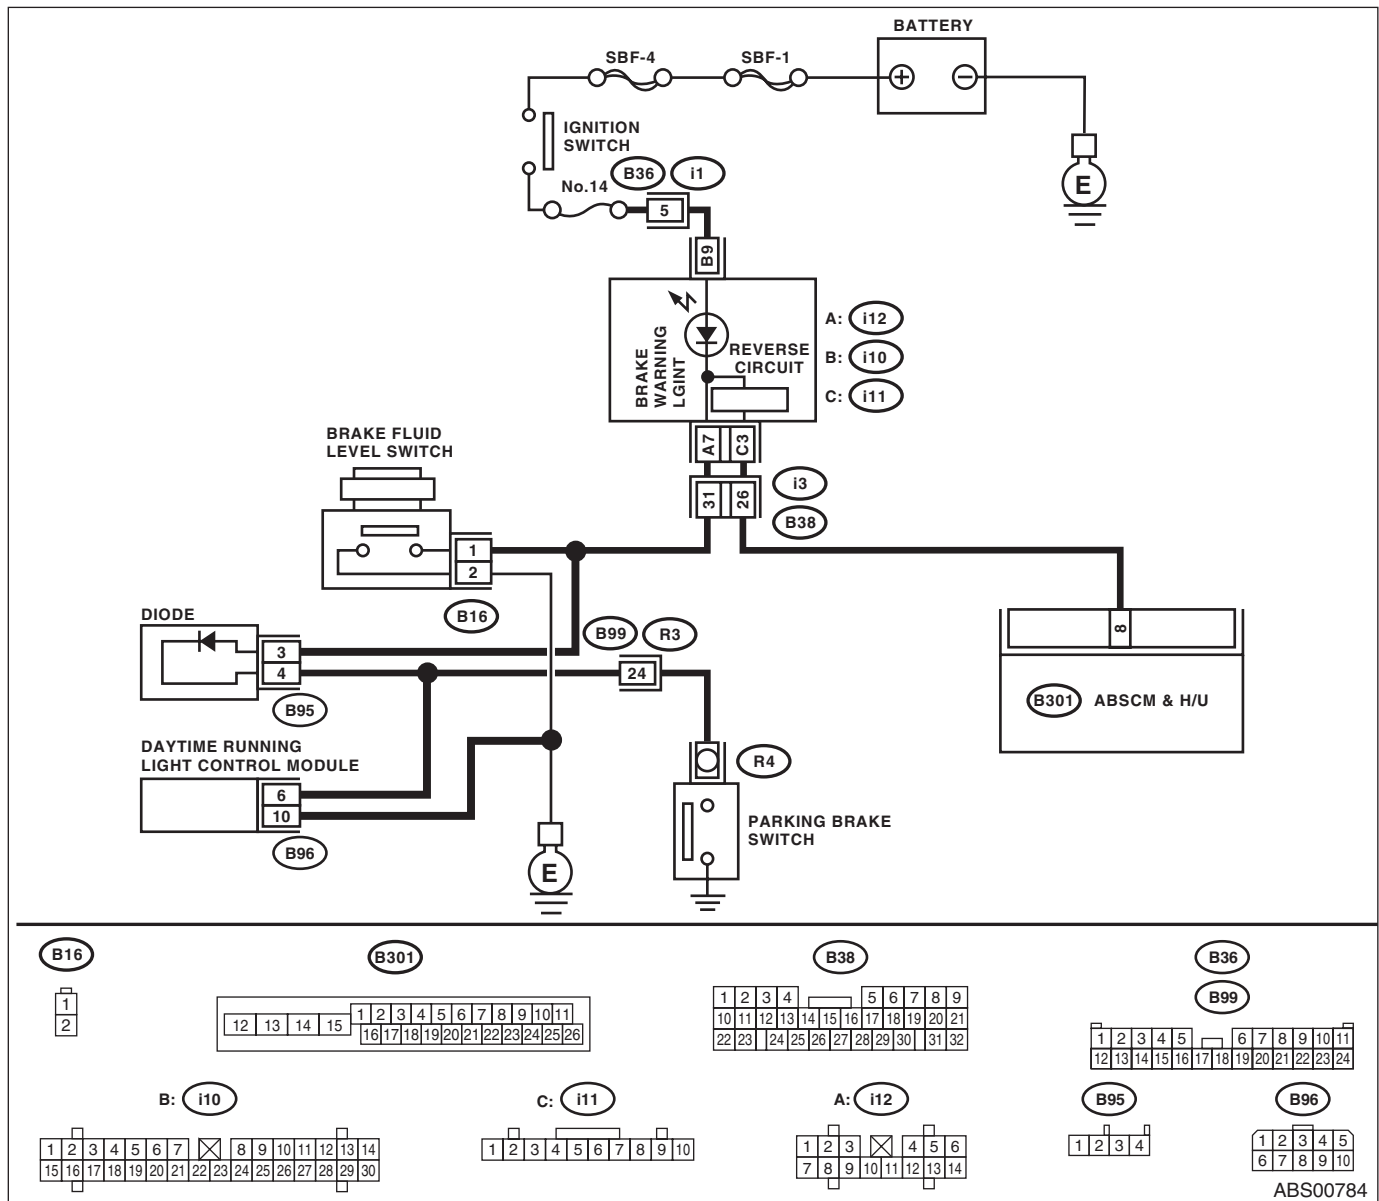 BATTERY
SBF-4
SBF-1
IGNITION
SWITCH
E
No.14
B36
i1
5
B9
BRAKE
WARNING
LGINT
REVERSE
CIRCUIT
A: i12
B: i10
C: i11
A7
C3
31
26
i3
B38
BRAKE FLUID
LEVEL SWITCH
1
2
B16
8
B301 ABSCM & H/U
DIODE
3
4
B95
B99
R3
24
DAYTIME RUNNING
LIGHT CONTROL MODULE
6
10
B96
E
R4
PARKING BRAKE
SWITCH
B16
1
2
B301
1 2 3 4 5 6 7 8 9 10 11
12 13 14 15
16 17 18 19 20 21 22 23 24 25 26
B38
1 2 3 4 5 6 7 8 9
10 11 12 13 14 15 16 17 18 19 20 21
22 23 24 25 26 27 28 29 30 31 32
B36
B99
1 2 3 4 5 6 7 8 9 10 11
12 13 14 15 16 17 18 19 20 21 22 23 24
B: i10
1 2 3 4 5 6 7 8 9 10 11 12 13 14
15 16 17 18 19 20 21 22 23 24 25 26 27 28 29 30
C: i11
1 2 3 4 5 6 7 8 9 10
A: i12
1 2 3 4 5 6
7 8 9 10 11 12 13 14
B95
1 2 3 4
B96
1 2 3 4 5
6 7 8 9 10
ABS00784